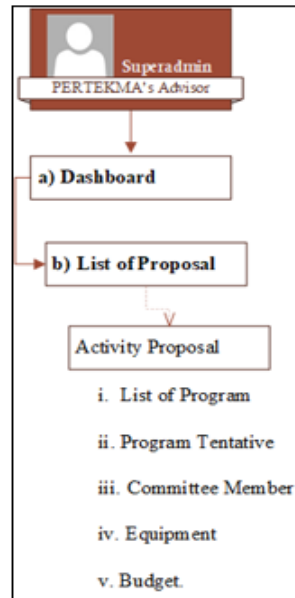 Superadmin
PERTEKMA's Advisor
a) Dashboard
b) List of Proposal
Activity Proposal
i. List of Program
ii. Program Tentative
iii. Committee Member
iv. Equipment
v. Budget.